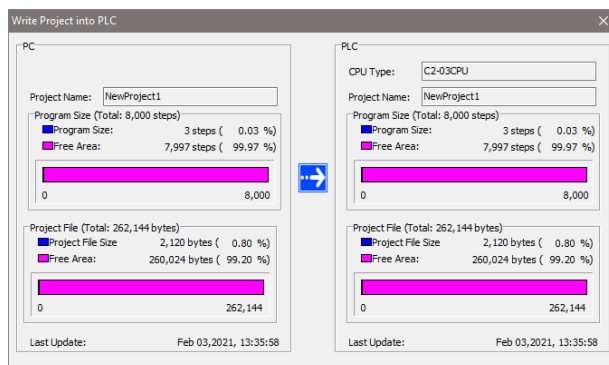 Write Project into PLC
PC
Project Name: NewProject1
Program Size (Total: 8,000 steps)
Program Size: 3 steps ( 0.03 %)
Free Area: 7,997 steps ( 99.97 %)
0 8,000
Project File (Total: 262,144 bytes)
Project File Size 2,120 bytes ( 0.80 %)
Free Area: 260,024 bytes ( 99.20 %)
0 262,144
Last Update: Feb 03,2021, 13:35:58
PLC
CPU Type: C2-03CPU
Project Name: NewProject1
Program Size (Total: 8,000 steps)
Program Size: 3 steps ( 0.03 %)
Free Area: 7,997 steps ( 99.97 %)
0 8,000
Project File (Total: 262,144 bytes)
Project File Size 2,120 bytes ( 0.80 %)
Free Area: 260,024 bytes ( 99.20 %)
0 262,144
Last Update: Feb 03,2021, 13:35:58